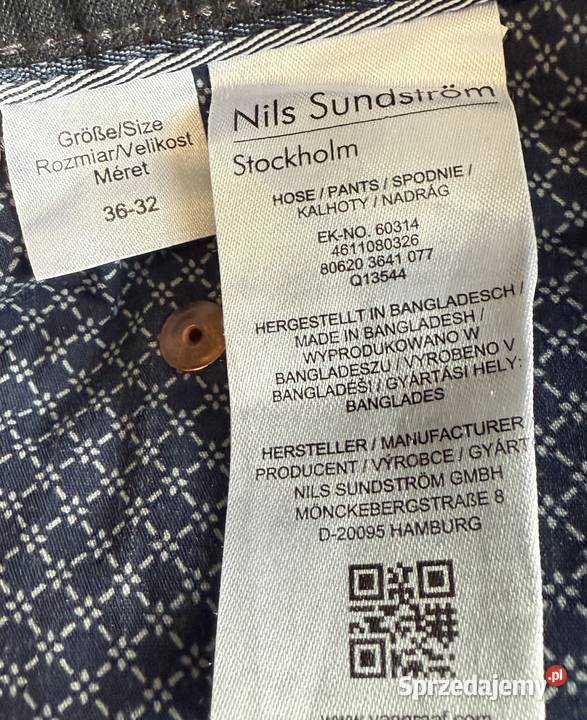 Größe/Size
Rozmiar/Velikost
Méret
36-32
Nils Sundström
Stockholm
HOSE / PANTS / SPODNIE /
KALHOTY / NADRÁG
EK-NO. 60314
4611080326
80620 3641 077
Q13544
HERGESTELLT IN BANGLADESCH /
MADE IN BANGLADESH /
WYPRODUKOWANO W
BANGLADESZU / VYROBENO V
BANGLADÉŠI / GYÁRTÁSI HELY:
BANGLADES
HERSTELLER / MANUFACTURER
PRODUCENT / VÝROBCE / GYÁRT
NILS SUNDSTRÖM GMBH
MÖNCKEBERGSTRAßE 8
D-20095 HAMBURG
Sprzedajemy.pl